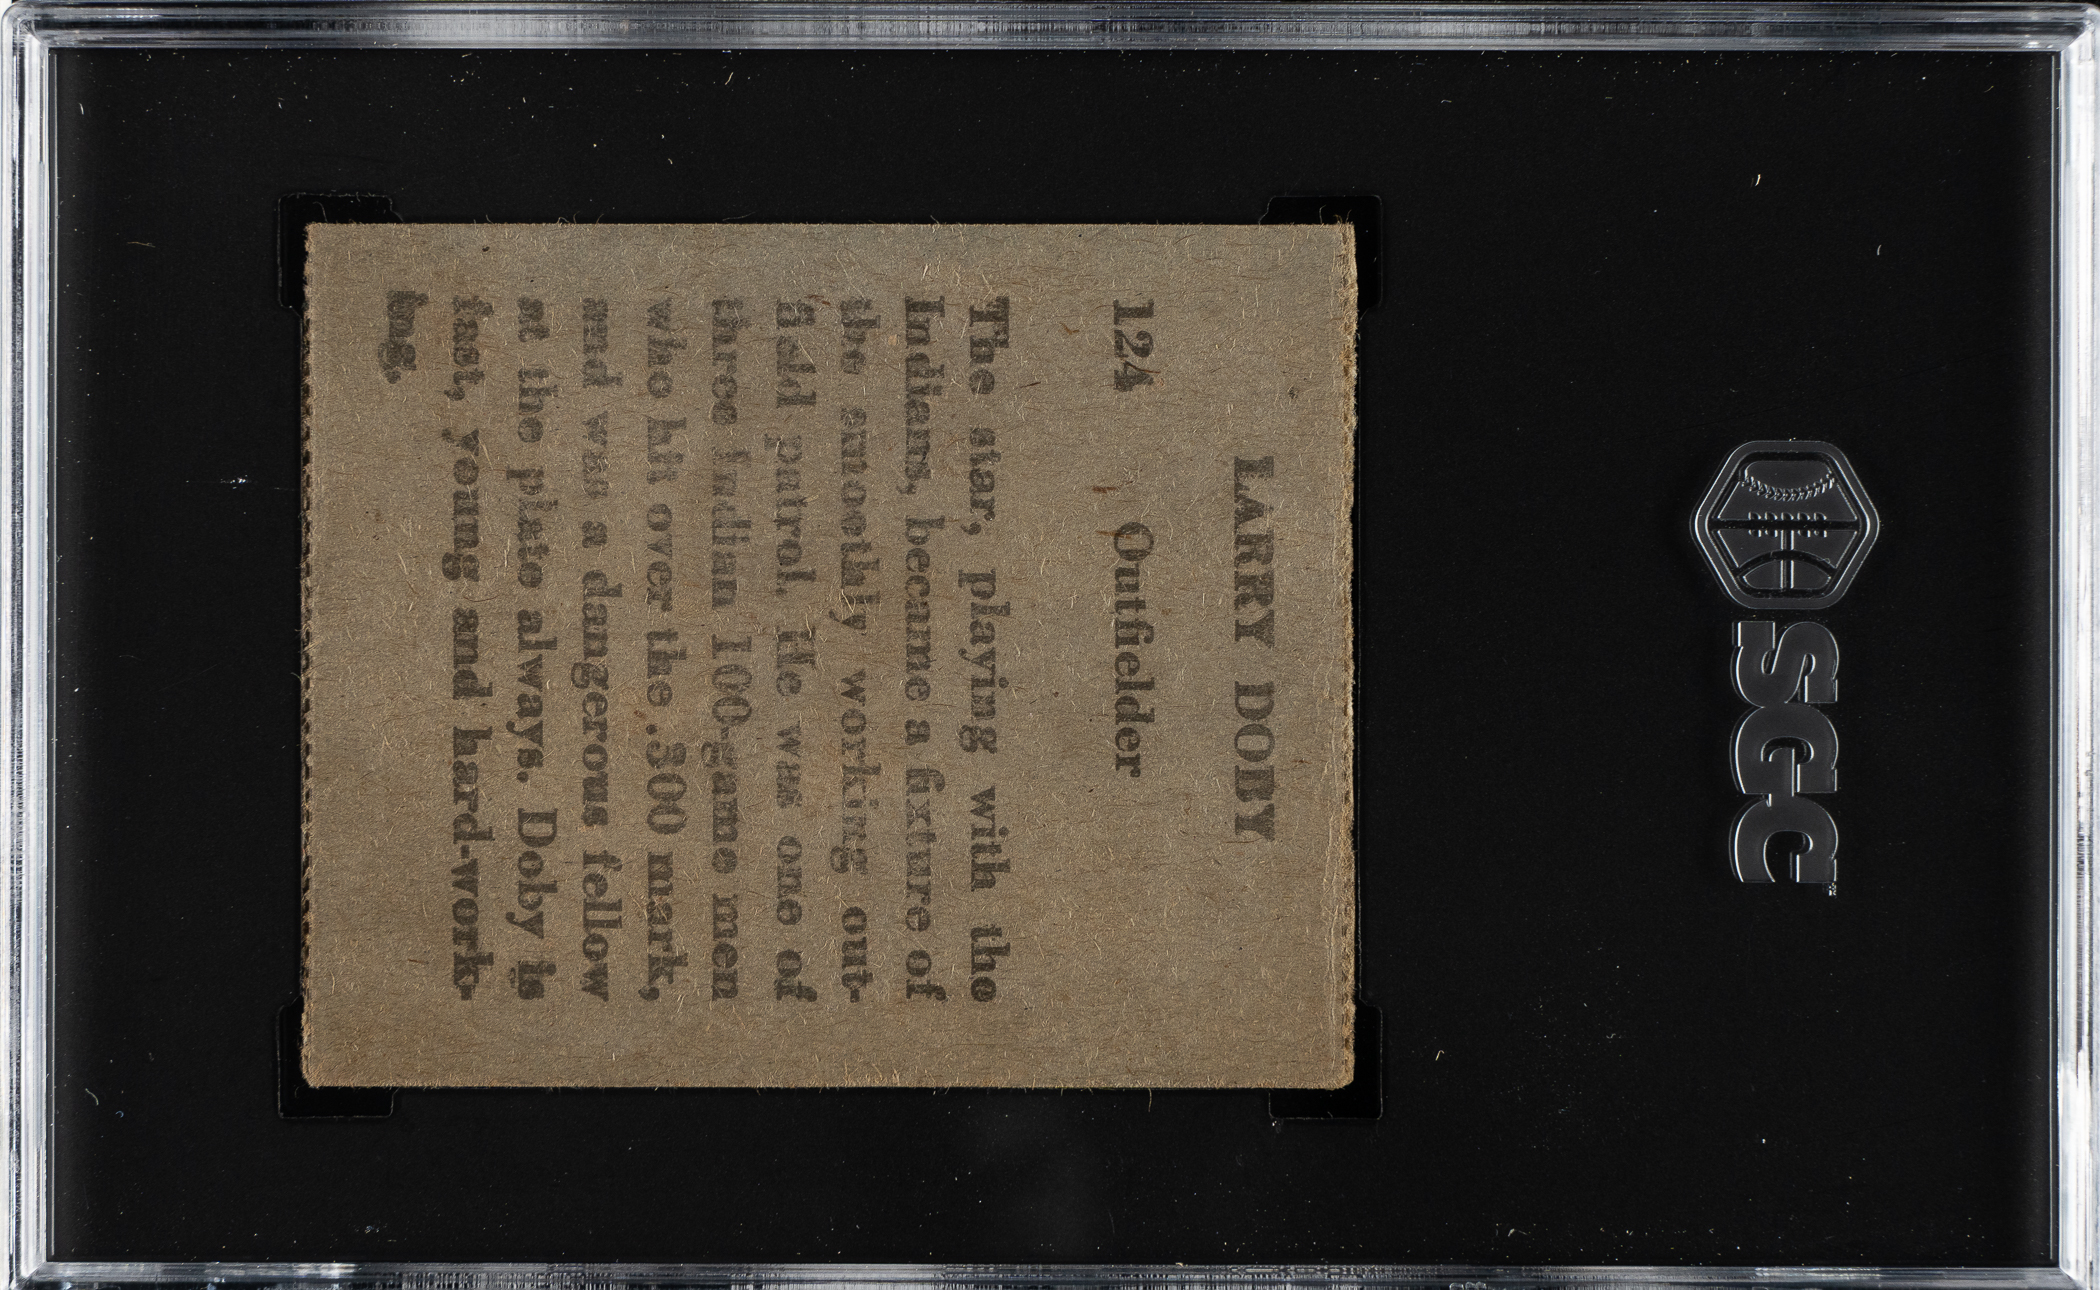 LARRY DOBY
124 Outfielder
The star, playing with the
Indians, became a fixture of
the smoothly working out-
field patrol. He was one of
three Indian 100-game men
who hit over the .300 mark,
and was a dangerous fellow
at the plate always. Doby is
fast, young and hard-work-
ing.
SGC